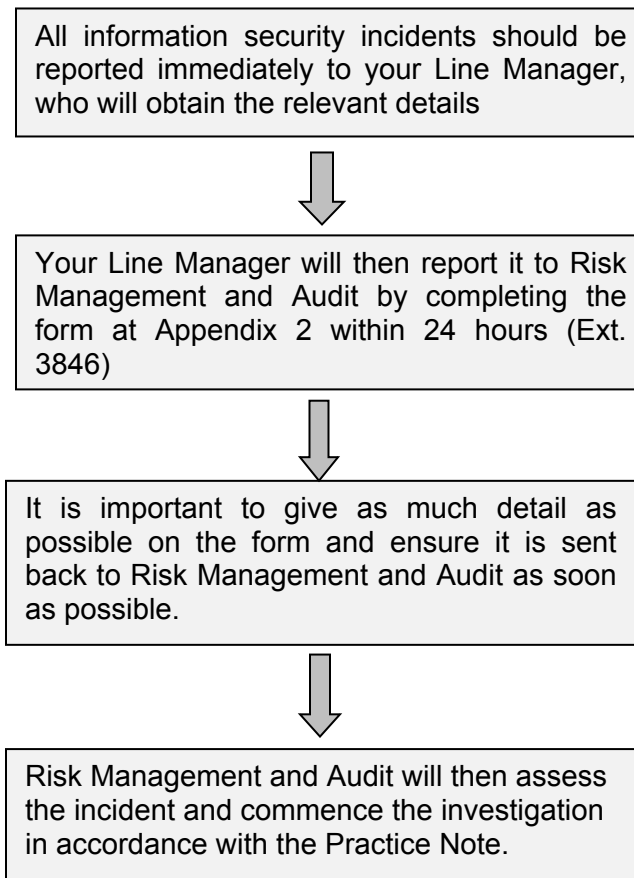 All information security incidents should be
reported immediately to your Line Manager,
who will obtain the relevant details
Your Line Manager will then report it to Risk
Management and Audit by completing the
form at Appendix 2 within 24 hours (Ext.
3846)
It is important to give as much detail as
possible on the form and ensure it is sent
back to Risk Management and Audit as soon
as possible.
Risk Management and Audit will then assess
the incident and commence the investigation
in accordance with the Practice Note.